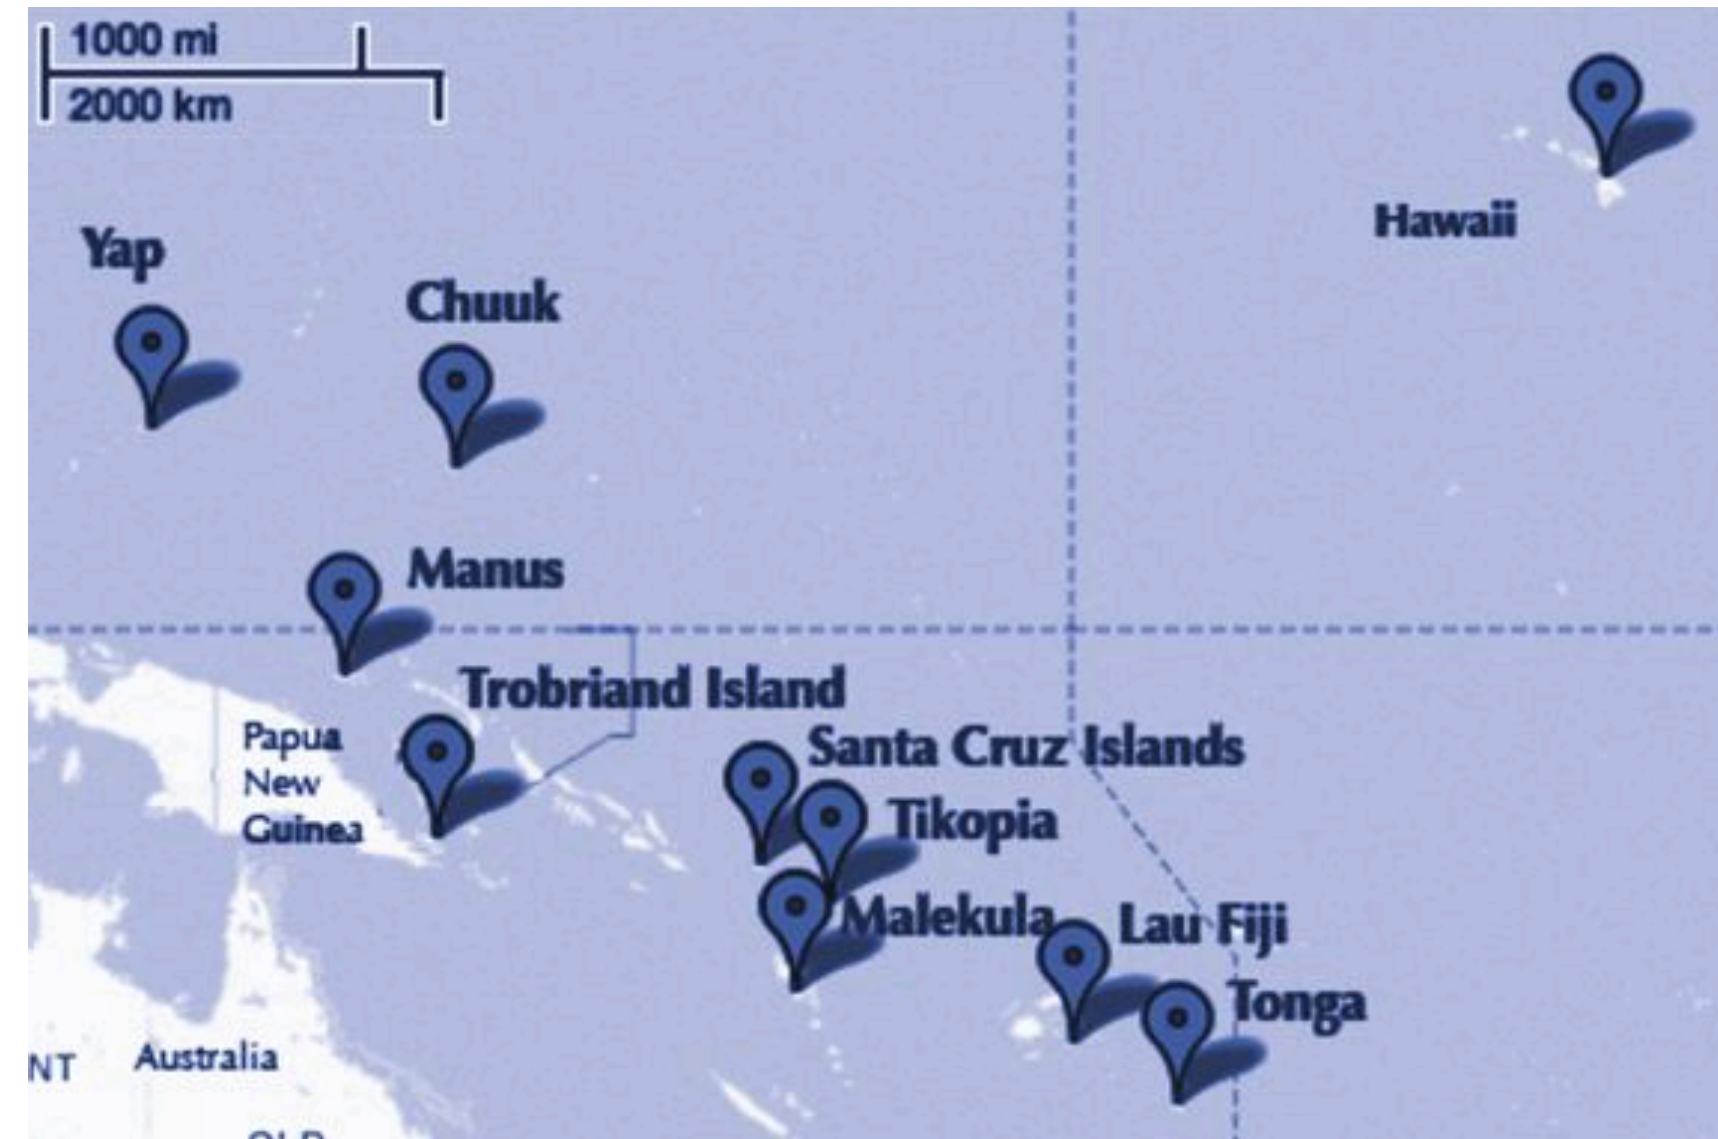 1000 mi
2000 km
Hawaii
Yap
Chuuk
Manus
Trobriand Island
Papua
New
Guinea
Santa Cruz Islands
Tikopia
Malekula
Lau Fiji
Tonga
NT
Australia